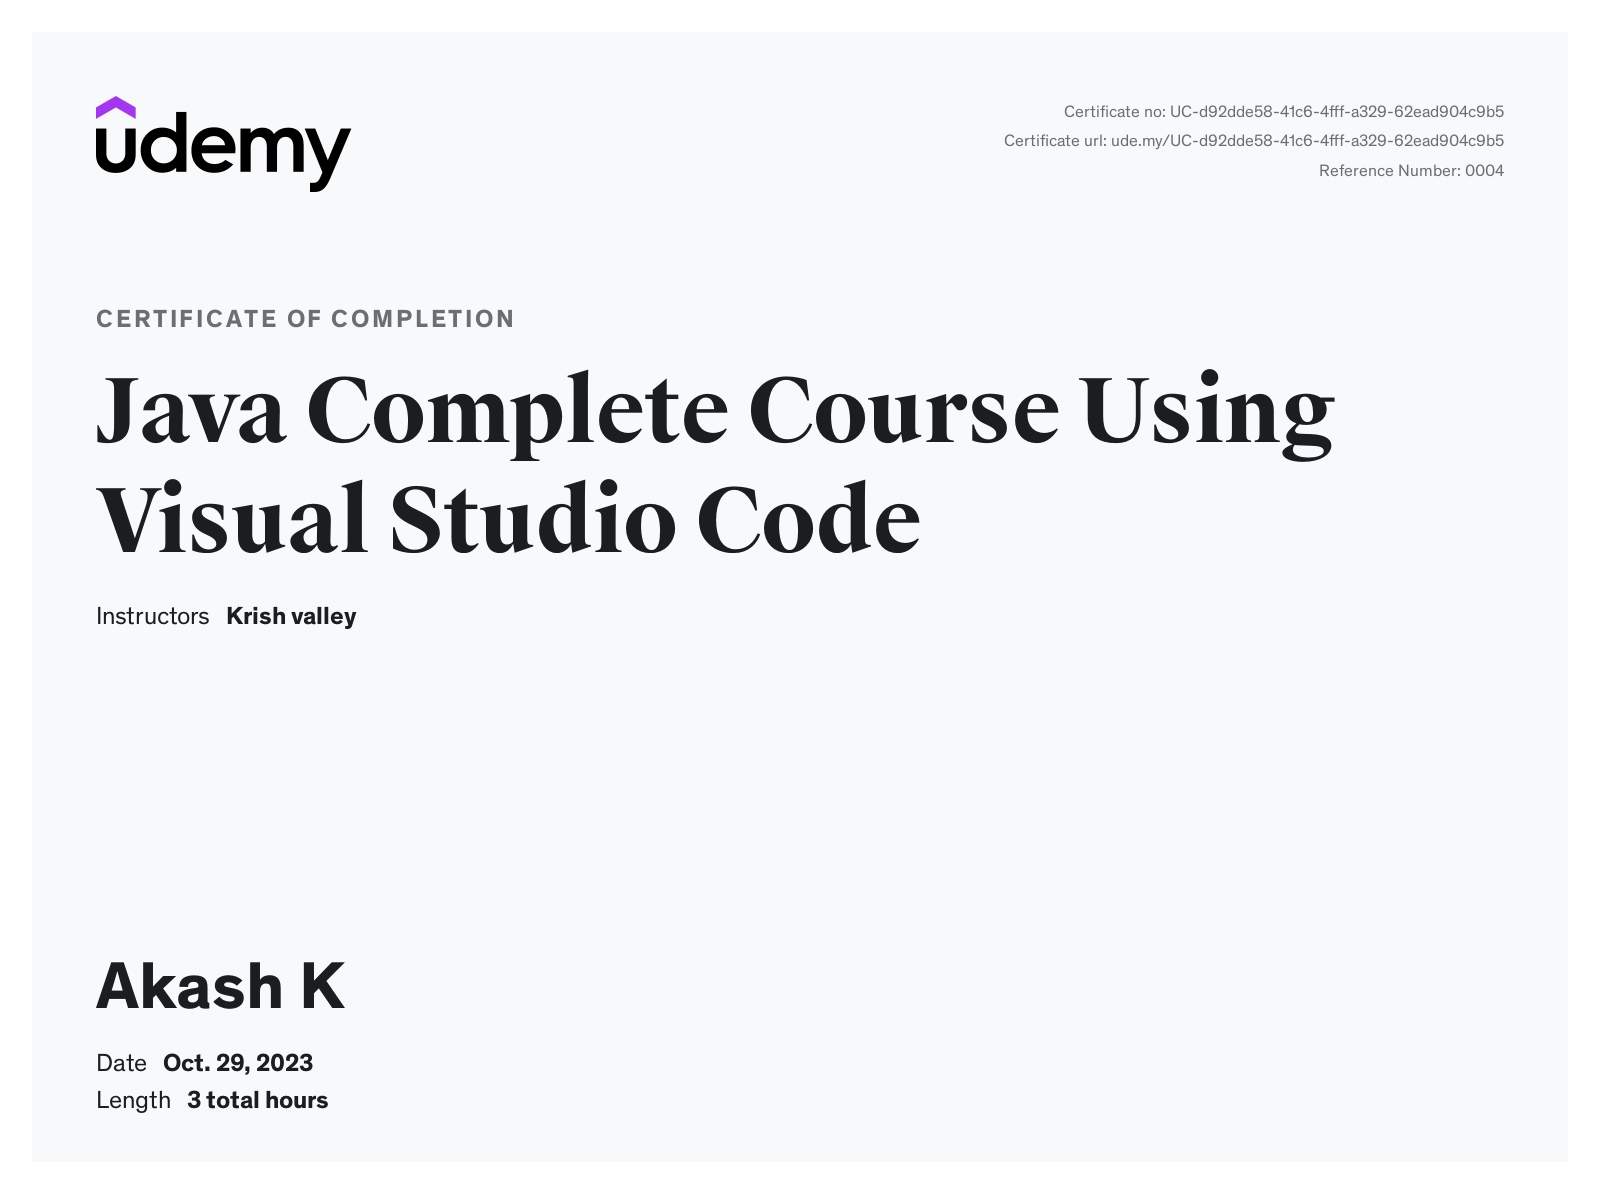 udemy
Certificate no: UC-d92dde58-41c6-4fff-a329-62ead904c9b5
Certificate url: ude.my/UC-d92dde58-41c6-4fff-a329-62ead904c9b5
Reference Number: 0004
CERTIFICATE OF COMPLETION
Java Complete Course Using
Visual Studio Code
Instructors Krish valley
Akash K
Date Oct. 29, 2023
Length 3 total hours